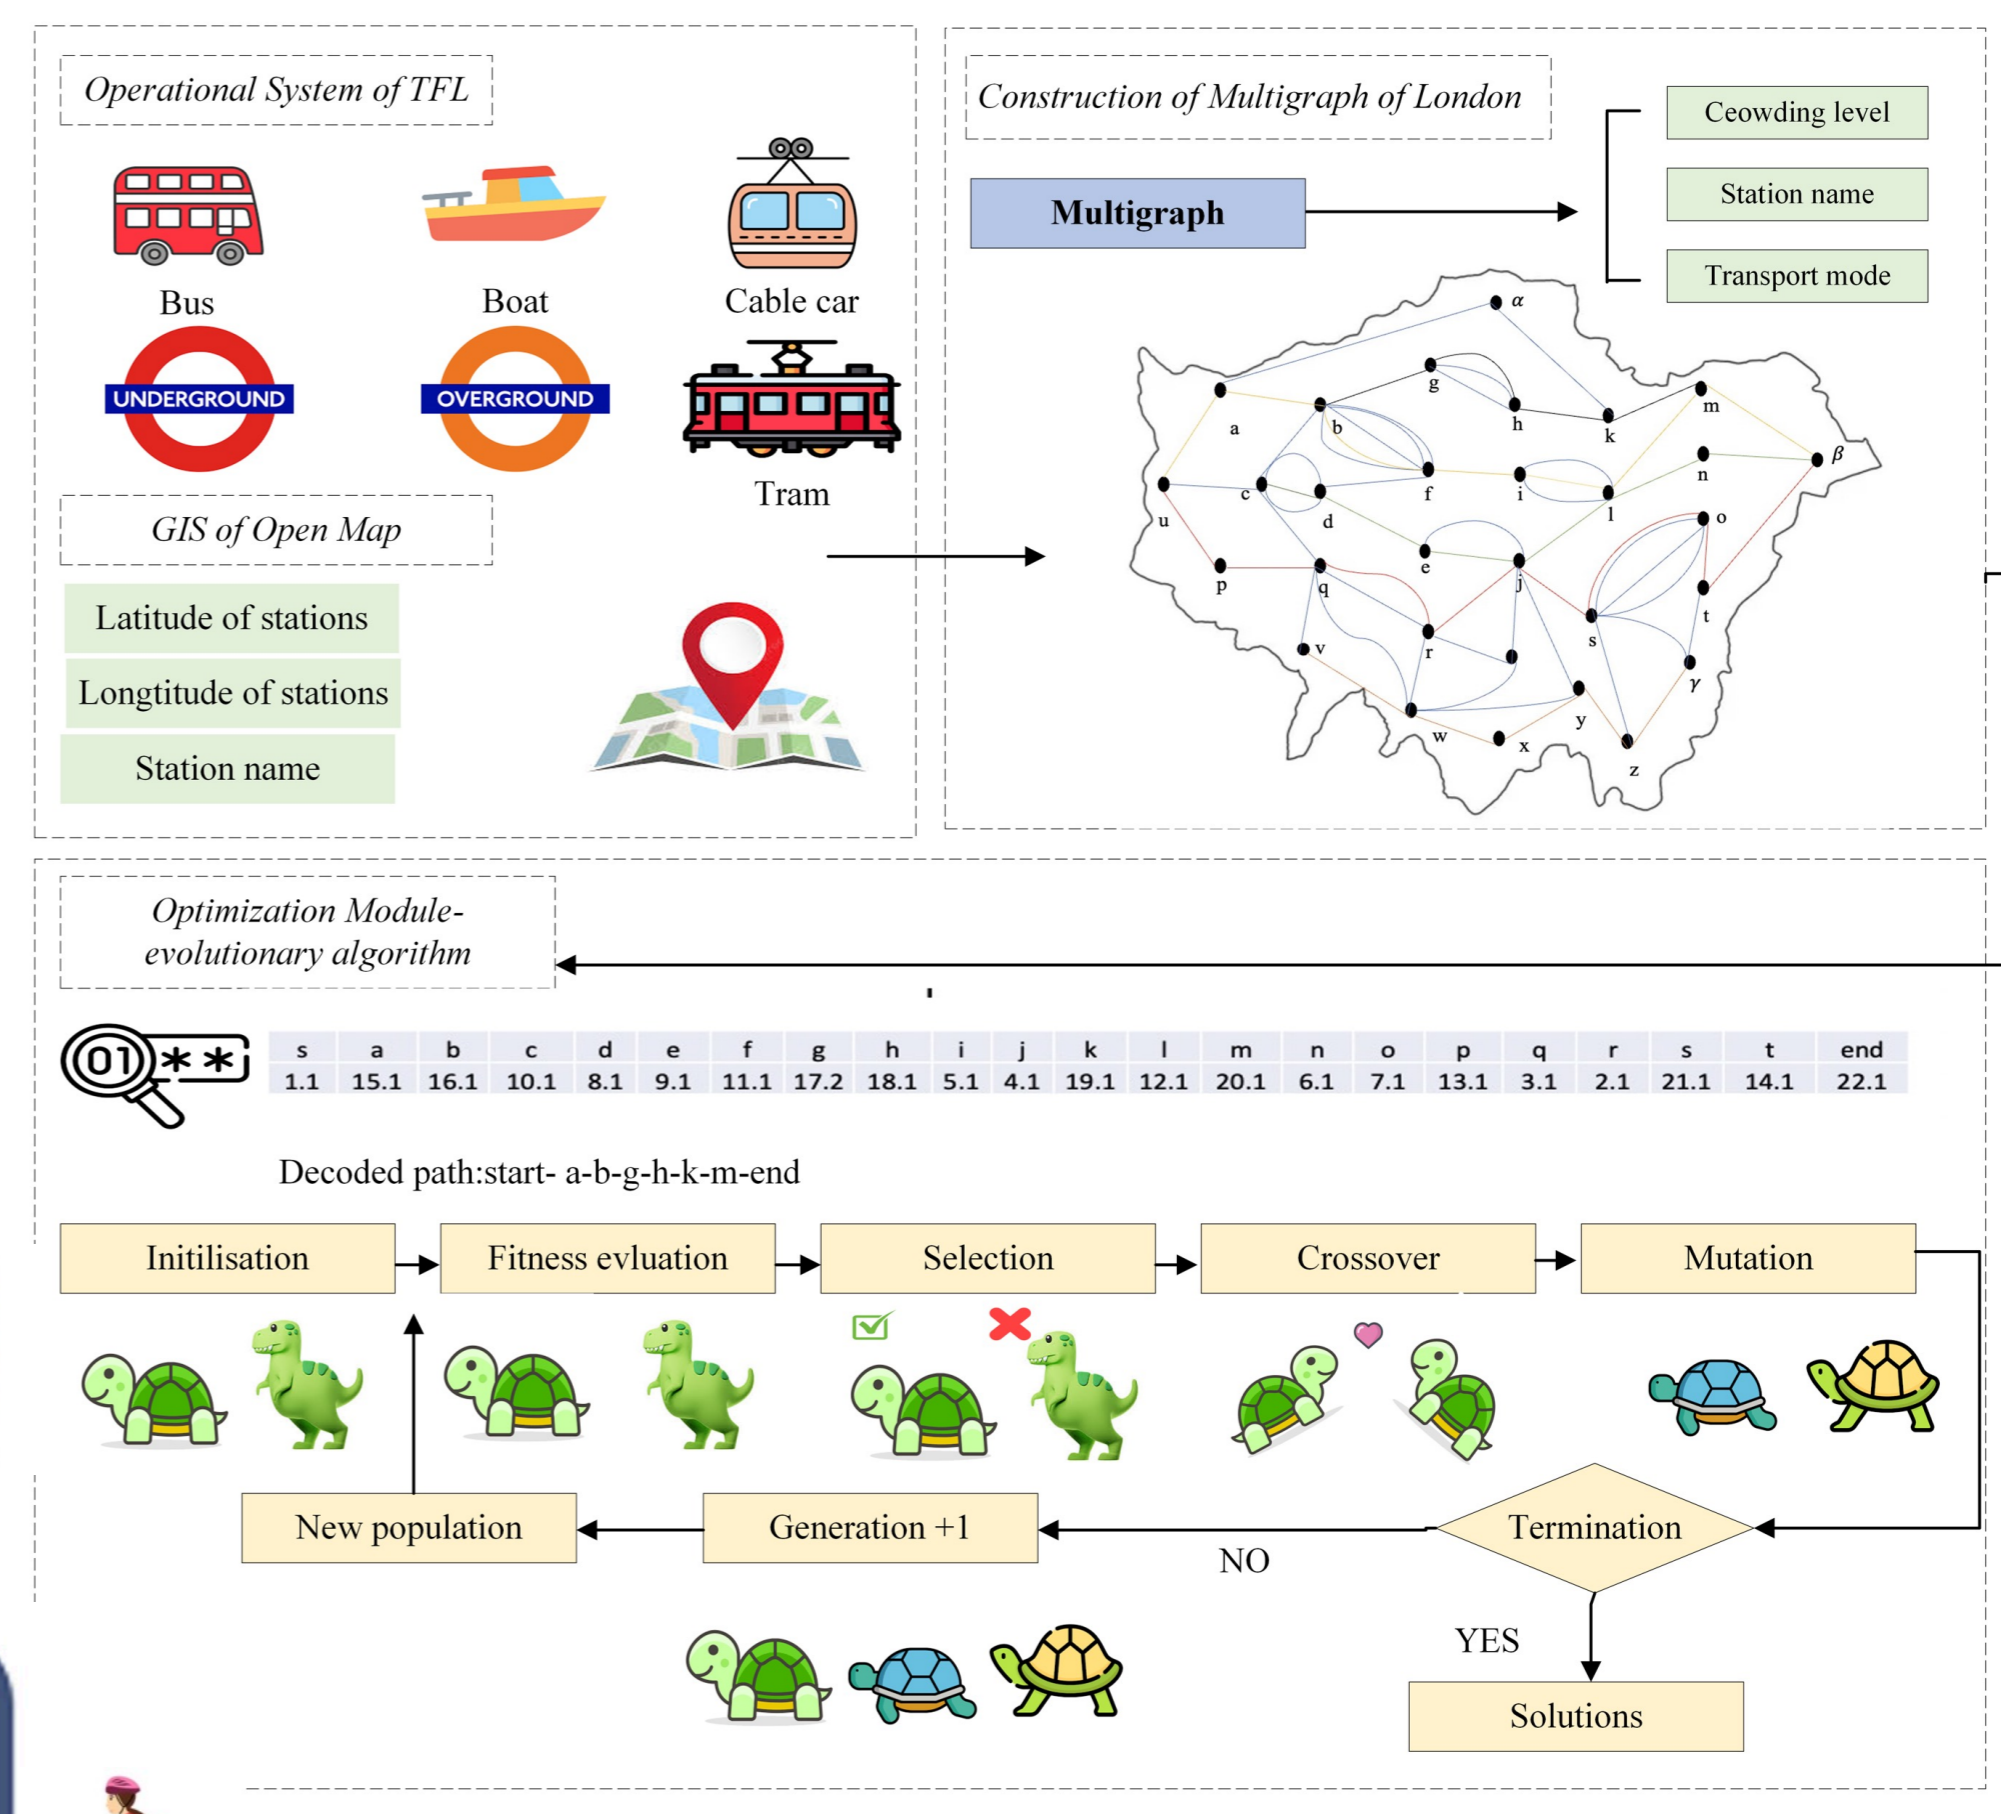 Operational System of TFL
Bus
Boat
Cable car
UNDERGROUND
OVERGROUND
Tram
GIS of Open Map
Latitude of stations
Longtitude of stations
Station name
Construction of Multigraph of London
Multigraph
Ceowding level
Station name
Transport mode
α
g
m
a
b
h
k
β
n
c
f
i
u
d
l
o
e
p
q
j
t
v
r
s
γ
w
x
y
z
Optimization Module-
evolutionary algorithm
01**
s a b c d e f g h i j k l m n o p q r s t end
1.1 15.1 16.1 10.1 8.1 9.1 11.1 17.2 18.1 5.1 4.1 19.1 12.1 20.1 6.1 7.1 13.1 3.1 2.1 21.1 14.1 22.1
Decoded path:start- a-b-g-h-k-m-end
Initilisation
Fitness evluation
Selection
Crossover
Mutation
New population
Generation +1
NO
Termination
YES
Solutions